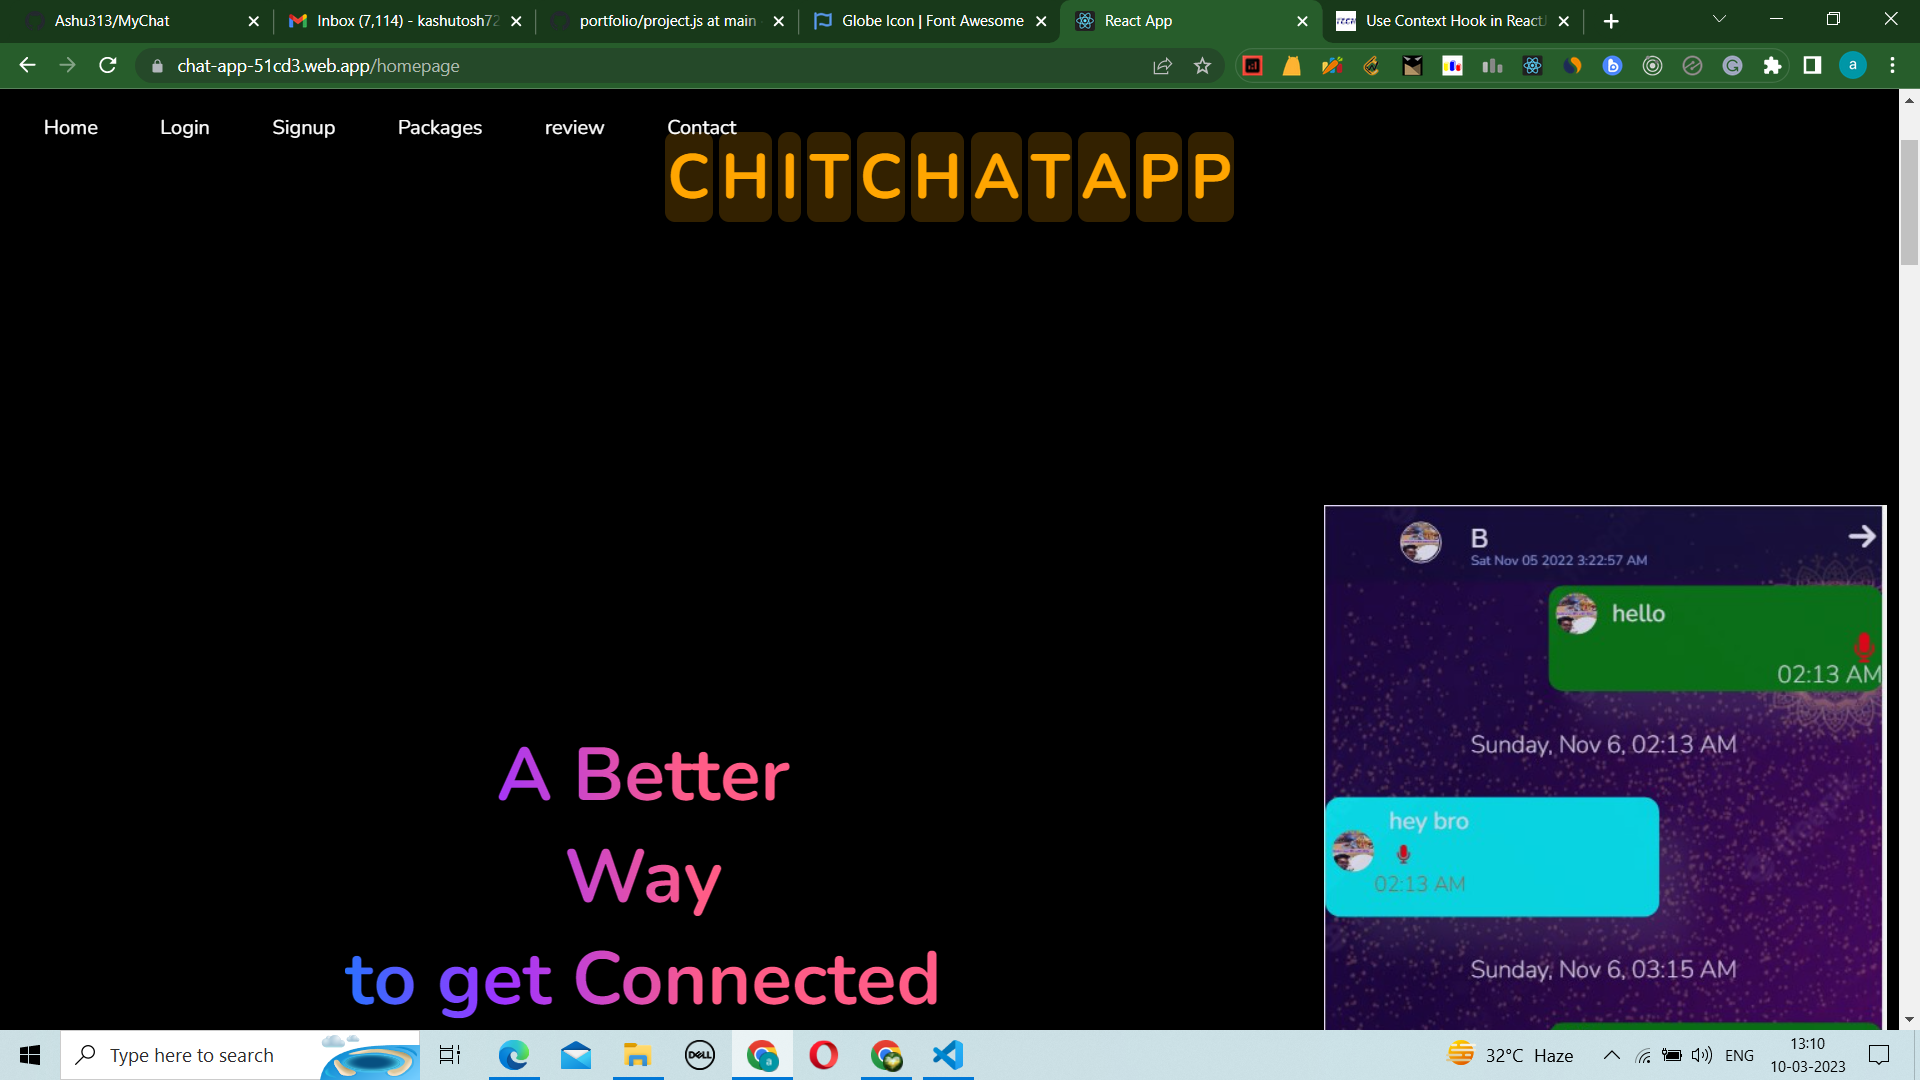 Ashu313/MyChat
Inbox (7,114) - kashutosh72
portfolio/project.js at main
Globe Icon | Font Awesome
React App
Use Context Hook in ReactJ
chat-app-51cd3.web.app/homepage
a
Home
Login
Signup
Packages
review
Contact
CHITCHATAPP
B
Sat Nov 05 2022 3:22:57 AM
hello
02:13 AM
Sunday, Nov 6, 02:13 AM
hey bro
02:13 AM
Sunday, Nov 6, 03:15 AM
A Better
Way
to get Connected
Type here to search
DELL
32°C Haze
ENG
13:10
10-03-2023